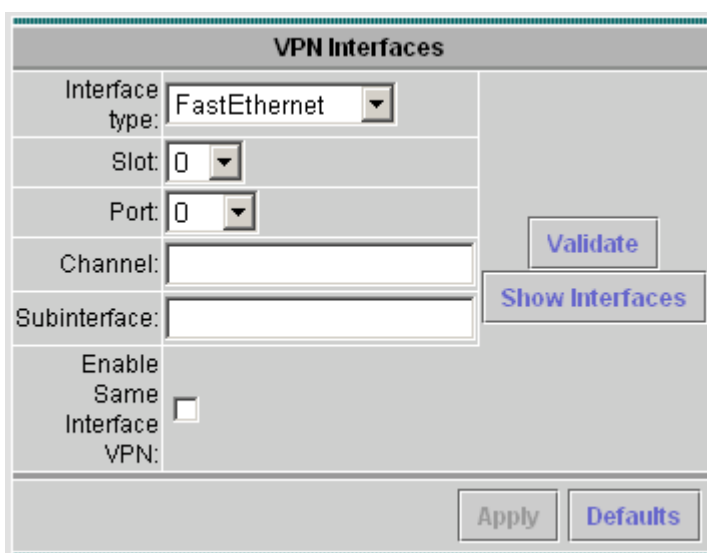 VPN Interfaces
Interface
type:
FastEthernet
Slot:
0
Port:
0
Channel:
Subinterface:
Validate
Show Interfaces
Enable
Same
Interface
VPN:
Apply
Defaults